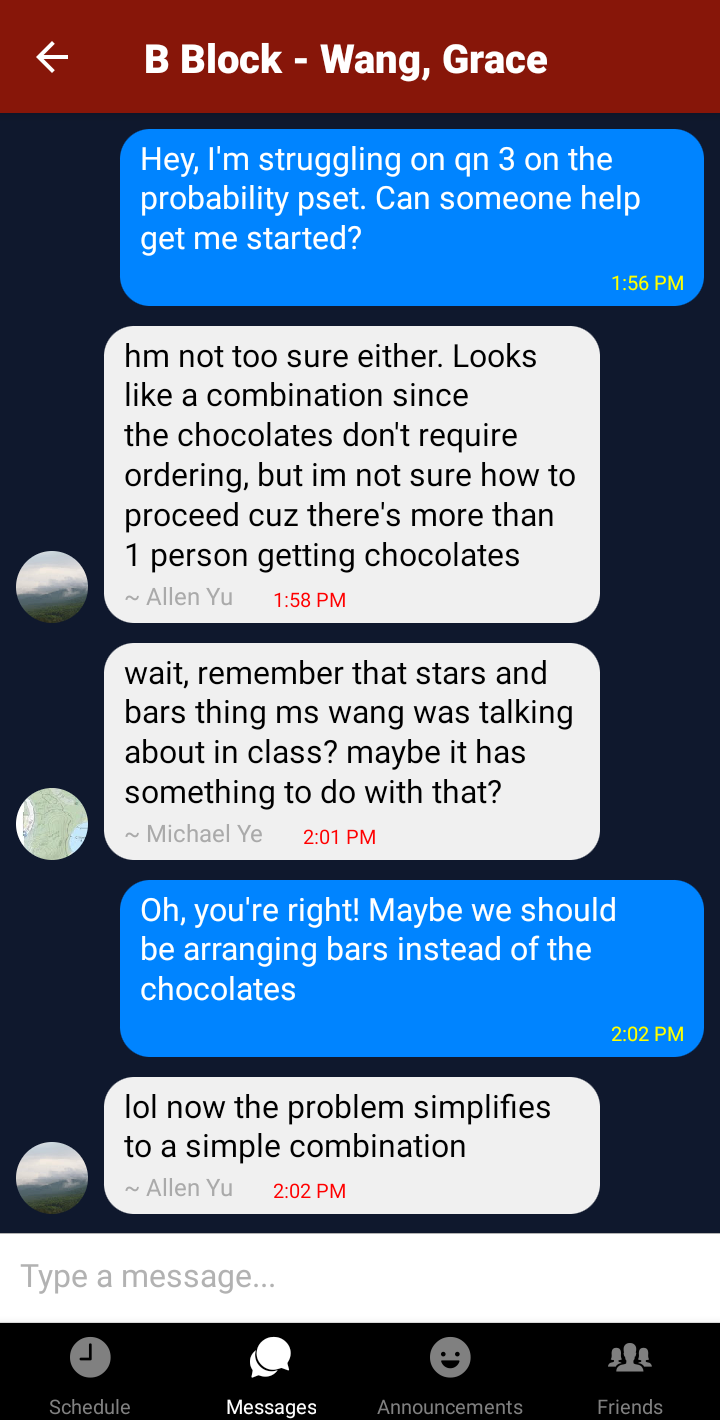 B Block - Wang, Grace
Hey, I'm struggling on qn 3 on the
probability pset. Can someone help
get me started?
1:56 PM
hm not too sure either. Looks
like a combination since
the chocolates don't require
ordering, but im not sure how to
proceed cuz there's more than
1 person getting chocolates
~ Allen Yu 1:58 PM
wait, remember that stars and
bars thing ms wang was talking
about in class? maybe it has
something to do with that?
~ Michael Ye 2:01 PM
Oh, you're right! Maybe we should
be arranging bars instead of the
chocolates
2:02 PM
lol now the problem simplifies
to a simple combination
~ Allen Yu 2:02 PM
Type a message...
Schedule Messages Announcements Friends